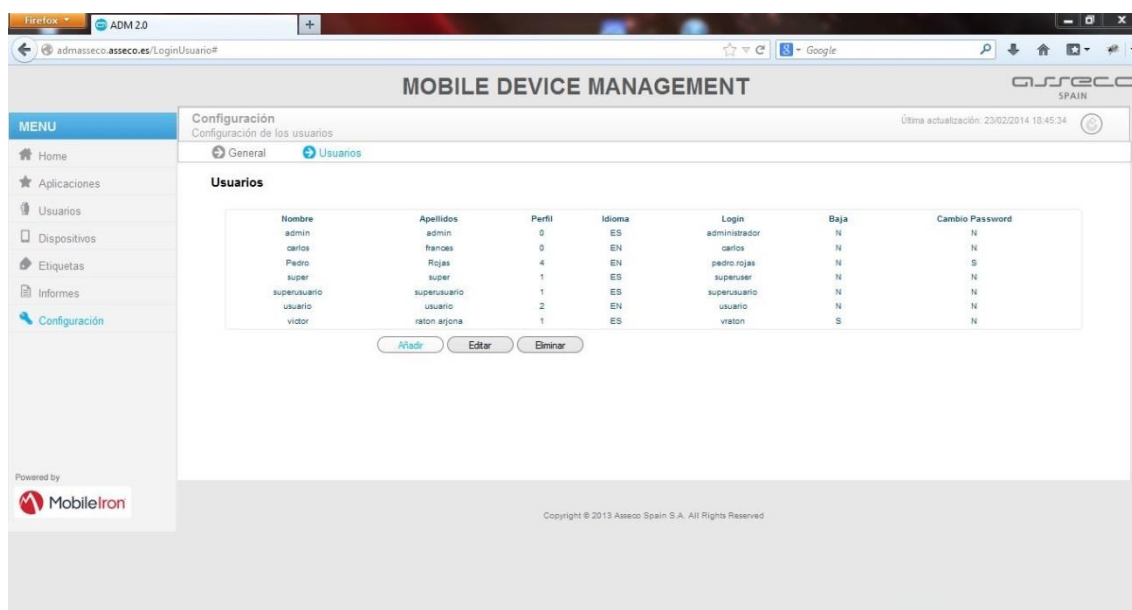 Firefox
ADM 2.0
admasseco.asseco.es/LoginUsuario#
Google
MOBILE DEVICE MANAGEMENT
asseco
SPAIN
MENU
Home
Aplicaciones
Usuarios
Dispositivos
Etiquetas
Informes
Configuración
Configuración
Configuración de los usuarios
Última actualización: 23/02/2014 18:45:34
General Usuarios
Usuarios
Nombre Apellidos Perfil Idioma Login Baja Cambio Password
admin admin 0 ES administrador N N
carlos frances 0 EN carlos N N
Pedro Rojas 4 EN pedro.rojas N S
super super 1 ES superuser N N
superusuario superusuario 1 ES superusuario N N
usuario usuario 2 EN usuario N N
victor raton arjona 1 ES vraton S N
Añadir Editar Eliminar
Powered by
MobileIron
Copyright © 2013 Asseco Spain S.A. All Rights Reserved